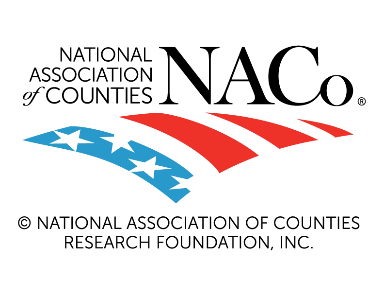 NATIONAL
ASSOCIATION
of COUNTIES
NACo®
© NATIONAL ASSOCIATION OF COUNTIES
RESEARCH FOUNDATION, INC.